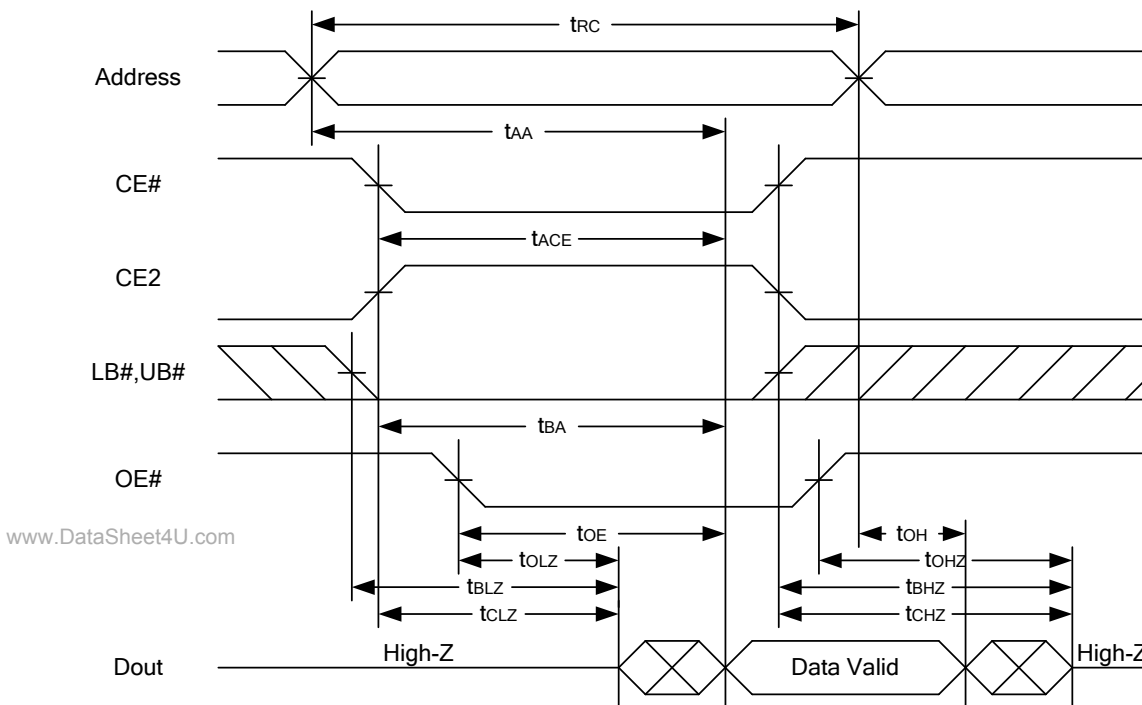 tRC
Address
tAA
CE#
tACE
CE2
LB#,UB#
tBA
OE#
www.DataSheet4U.com
tOE
tOH
tOLZ
tOHZ
tBLZ
tBHZ
tCLZ
tCHZ
Dout
High-Z
Data Valid
High-Z